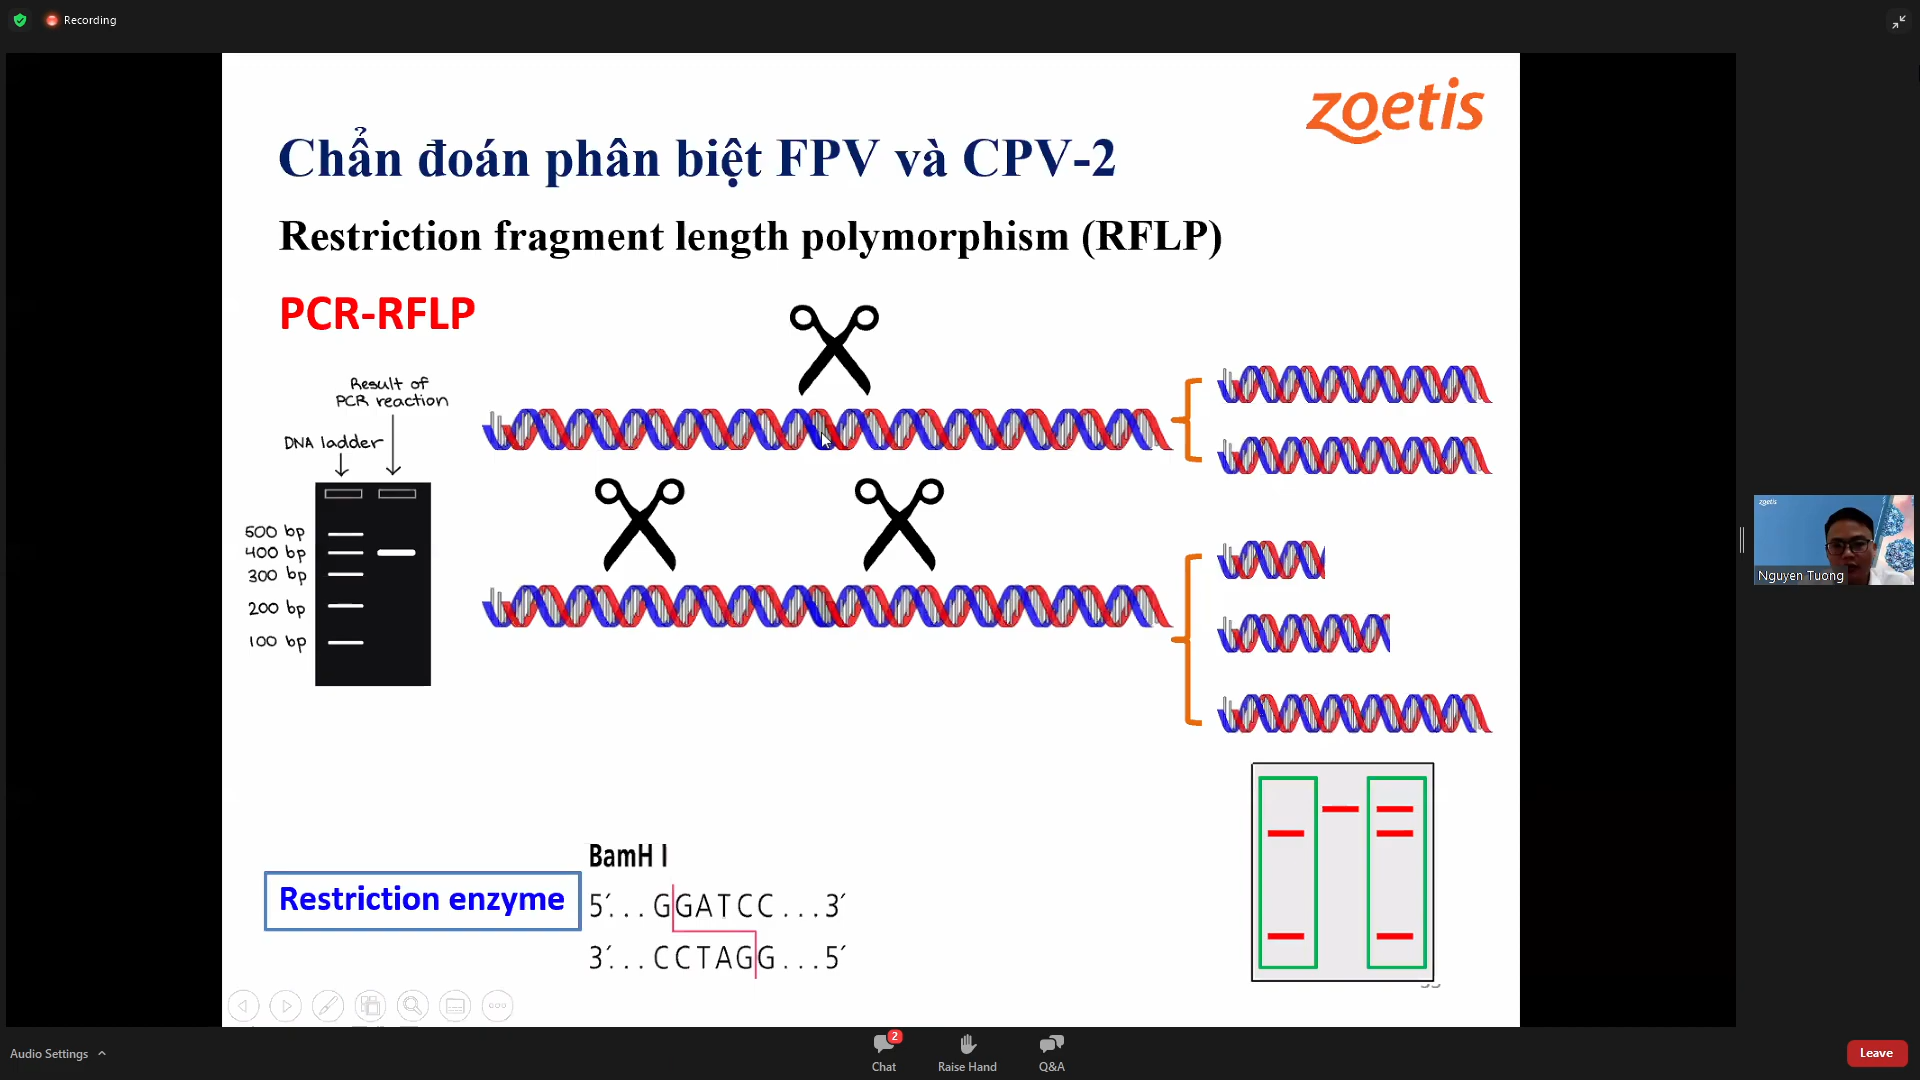 Recording
zoetis
Chẩn đoán phân biệt FPV và CPV-2
Restriction fragment length polymorphism (RFLP)
PCR-RFLP
Result of
PCR reaction
DNA ladder
500 bp
400 bp
300 bp
200 bp
100 bp
BamH I
Restriction enzyme
5´...GGATCC...3´
3´...CCTAGG...5´
zoetis
Nguyen Tuong
Audio Settings
2
Chat
Raise Hand
Q&A
Leave